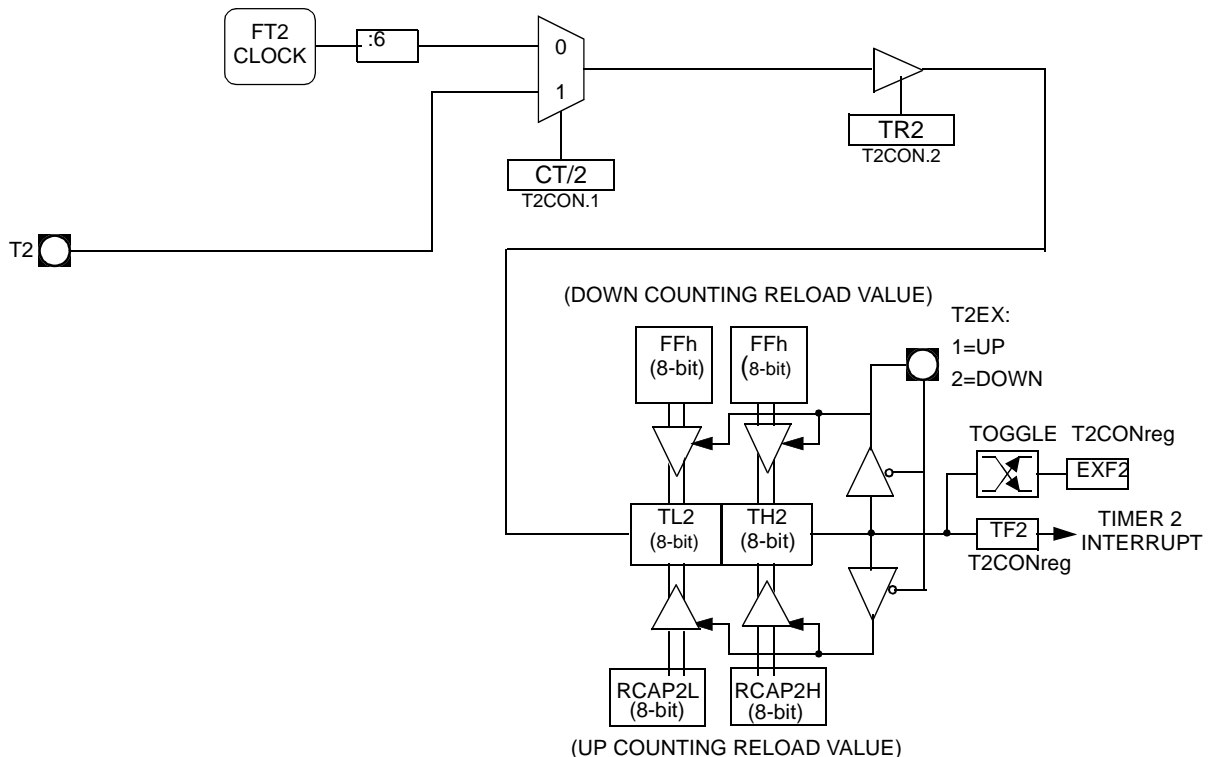 FT2
CLOCK
:6
0
1
TR2
T2CON.2
CT/2
T2CON.1
T2
(DOWN COUNTING RELOAD VALUE)
T2EX:
1=UP
2=DOWN
FFh
(8-bit)
FFh
(8-bit)
TOGGLE T2CONreg
EXF2
TL2
(8-bit)
TH2
(8-bit)
TF2
T2CONreg
TIMER 2
INTERRUPT
RCAP2L
(8-bit)
RCAP2H
(8-bit)
(UP COUNTING RELOAD VALUE)